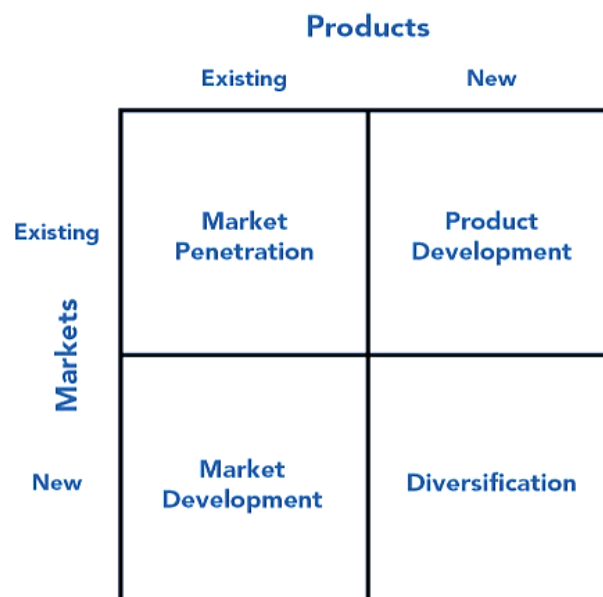 Products
Existing New
Existing
Market
Penetration
Product
Development
Markets
New
Market
Development
Diversification